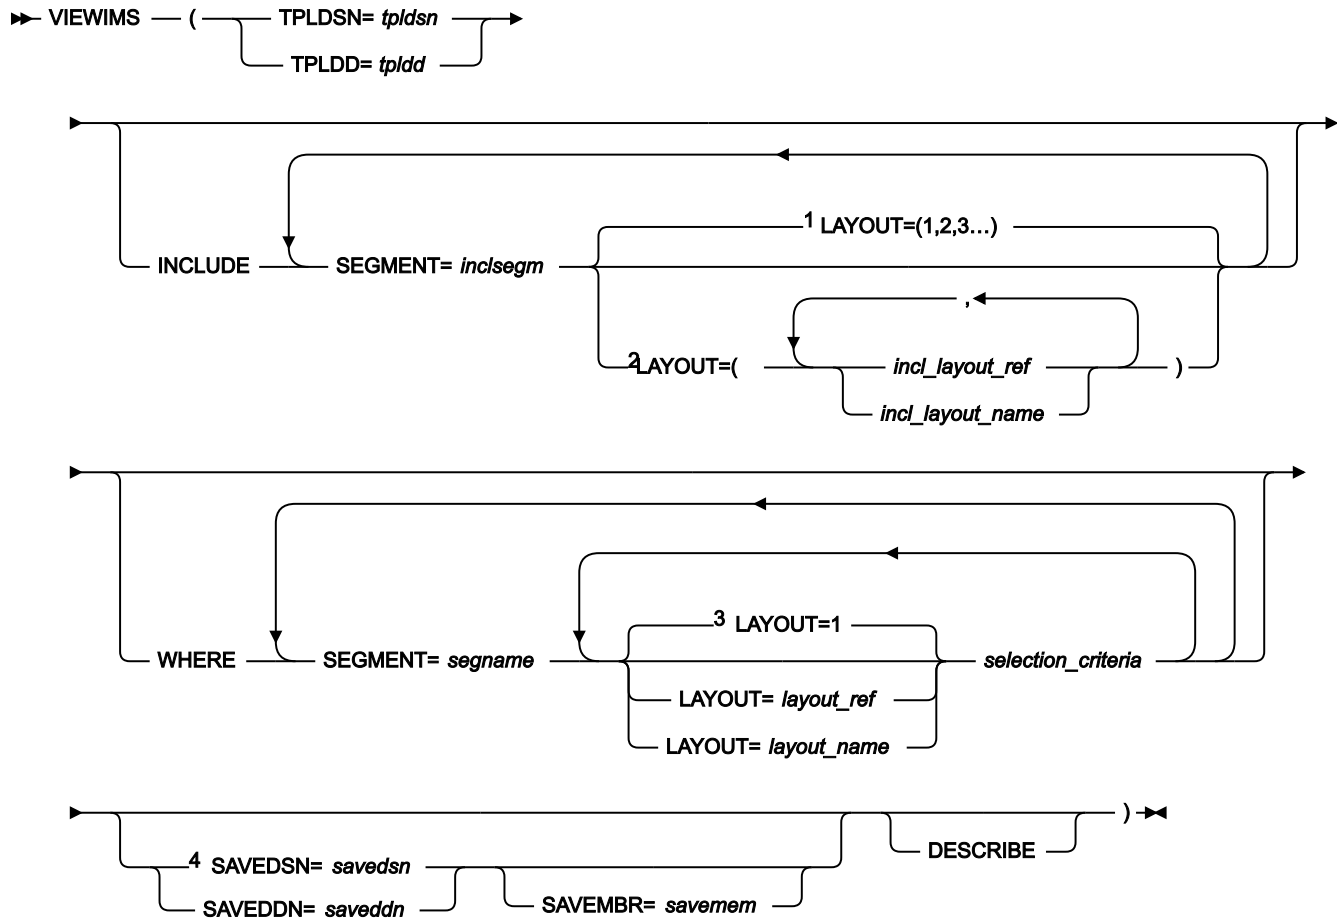 VIEWIMS ( TPLDSN= tpldsn
TPLDD= tpldd
1 LAYOUT=(1,2,3...)
INCLUDE SEGMENT= inclsegm
,
2 LAYOUT=( incl_layout_ref )
incl_layout_name
3 LAYOUT=1
WHERE SEGMENT= segname selection_criteria
LAYOUT= layout_ref
LAYOUT= layout_name
)
4 SAVEDSN= savedsn DESCRIBE
SAVEDDN= saveddn SAVEMBR= savemem